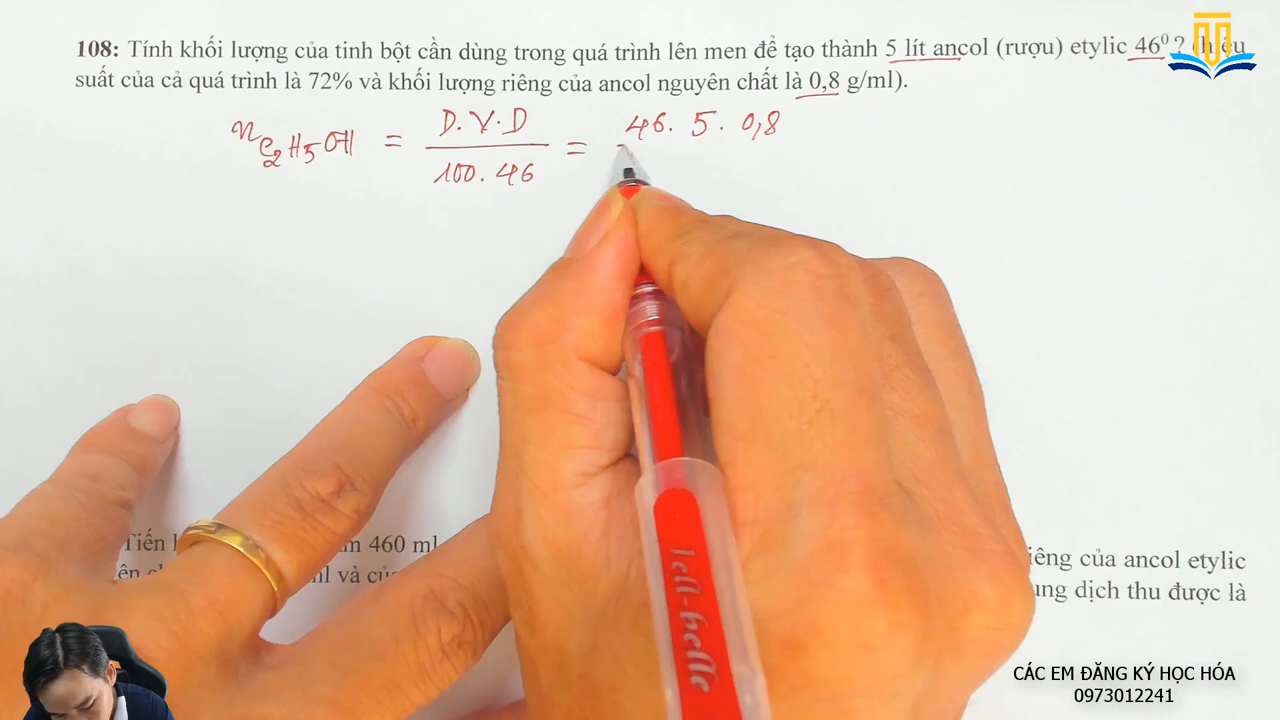 108: Tính khối lượng của tinh bột cần dùng trong quá trình lên men để tạo thành 5 lít ancol (rượu) etylic 46⁰ ?
suất của cả quá trình là 72% và khối lượng riêng của ancol nguyên chất là 0,8 g/ml).
D.V.D 46. 5. 0,8
nC₂H₅OH = =
100.46
Tiến 460 ml riêng của ancol etylic
và dịch thu được là
Jell-belle
CÁC EM ĐĂNG KÝ HỌC HÓA
0973012241